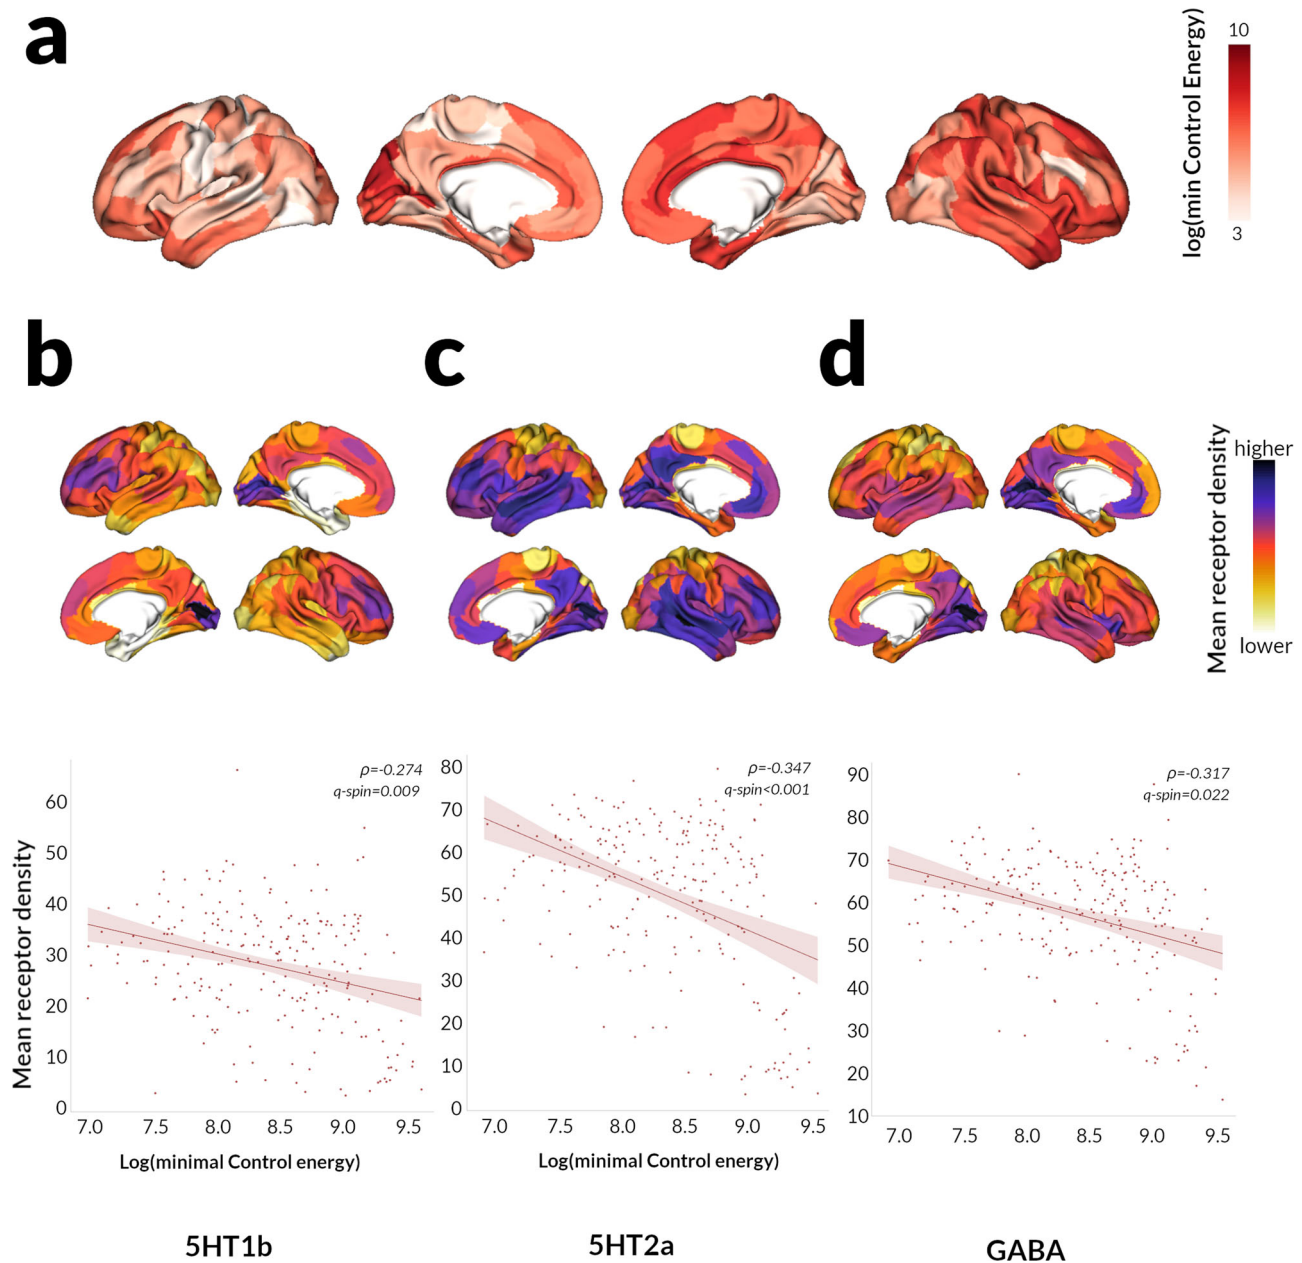 a
log(min Control Energy)
10
3
b
c
d
Mean receptor density
higher
lower
Mean receptor density
60
50
40
30
20
10
0
ρ=-0.274
q-spin=0.009
7.0 7.5 8.0 8.5 9.0 9.5
Log(minimal Control energy)
80
70
60
50
40
30
20
10
0
ρ=-0.347
q-spin<0.001
7.0 7.5 8.0 8.5 9.0 9.5
Log(minimal Control energy)
90
80
70
60
50
40
30
20
10
ρ=-0.317
q-spin=0.022
7.0 7.5 8.0 8.5 9.0 9.5
5HT1b
5HT2a
GABA